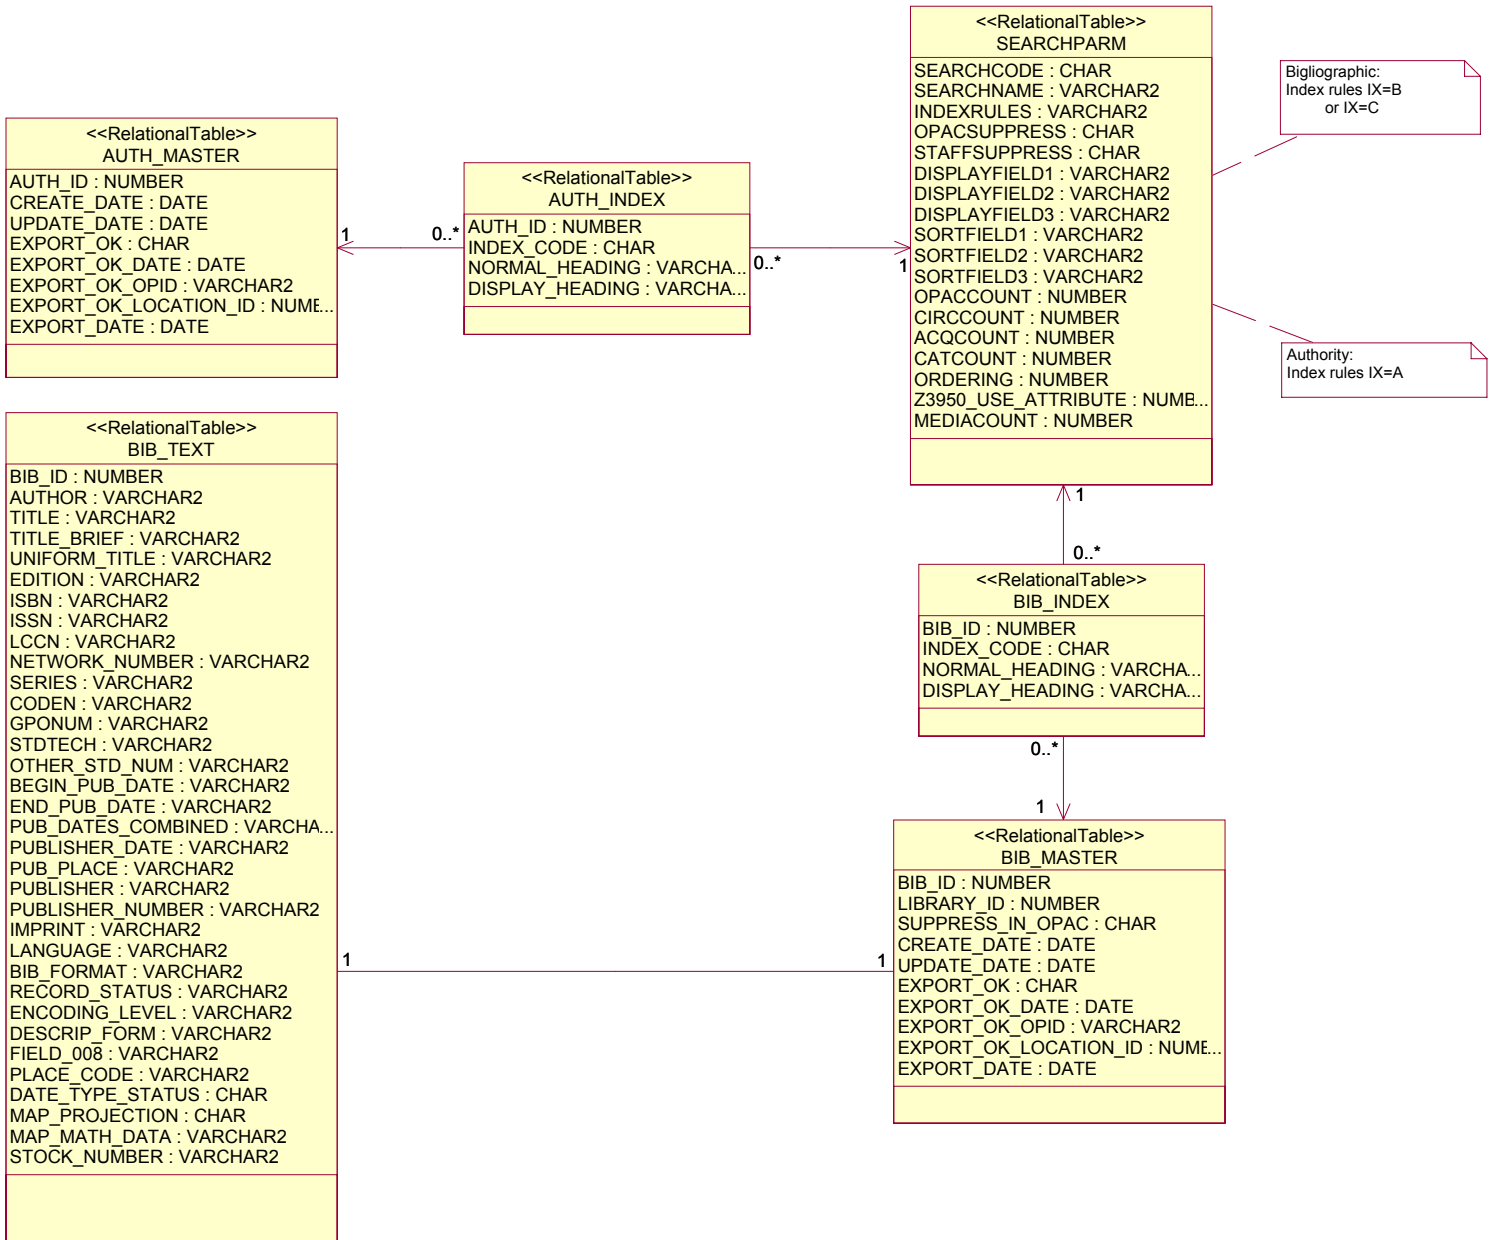 <<RelationalTable>>
SEARCHPARM
SEARCHCODE : CHAR
SEARCHNAME : VARCHAR2
INDEXRULES : VARCHAR2
OPACSUPPRESS : CHAR
STAFFSUPPRESS : CHAR
DISPLAYFIELD1 : VARCHAR2
DISPLAYFIELD2 : VARCHAR2
DISPLAYFIELD3 : VARCHAR2
SORTFIELD1 : VARCHAR2
SORTFIELD2 : VARCHAR2
SORTFIELD3 : VARCHAR2
OPACCOUNT : NUMBER
CIRCCOUNT : NUMBER
ACQCOUNT : NUMBER
CATCOUNT : NUMBER
ORDERING : NUMBER
Z3950_USE_ATTRIBUTE : NUMB...
MEDIACOUNT : NUMBER
Bigliographic:
Index rules IX=B
or IX=C
Authority:
Index rules IX=A
<<RelationalTable>>
AUTH_MASTER
AUTH_ID : NUMBER
CREATE_DATE : DATE
UPDATE_DATE : DATE
EXPORT_OK : CHAR
EXPORT_OK_DATE : DATE
EXPORT_OK_OPID : VARCHAR2
EXPORT_OK_LOCATION_ID : NUME...
EXPORT_DATE : DATE
1
0..*
<<RelationalTable>>
AUTH_INDEX
AUTH_ID : NUMBER
INDEX_CODE : CHAR
NORMAL_HEADING : VARCHA...
DISPLAY_HEADING : VARCHA...
0..*
1
<<RelationalTable>>
BIB_TEXT
BIB_ID : NUMBER
AUTHOR : VARCHAR2
TITLE : VARCHAR2
TITLE_BRIEF : VARCHAR2
UNIFORM_TITLE : VARCHAR2
EDITION : VARCHAR2
ISBN : VARCHAR2
ISSN : VARCHAR2
LCCN : VARCHAR2
NETWORK_NUMBER : VARCHAR2
SERIES : VARCHAR2
CODEN : VARCHAR2
GPONUM : VARCHAR2
STDTECH : VARCHAR2
OTHER_STD_NUM : VARCHAR2
BEGIN_PUB_DATE : VARCHAR2
END_PUB_DATE : VARCHAR2
PUB_DATES_COMBINED : VARCHA...
PUBLISHER_DATE : VARCHAR2
PUB_PLACE : VARCHAR2
PUBLISHER : VARCHAR2
PUBLISHER_NUMBER : VARCHAR2
IMPRINT : VARCHAR2
LANGUAGE : VARCHAR2
BIB_FORMAT : VARCHAR2
RECORD_STATUS : VARCHAR2
ENCODING_LEVEL : VARCHAR2
DESCRIP_FORM : VARCHAR2
FIELD_008 : VARCHAR2
PLACE_CODE : VARCHAR2
DATE_TYPE_STATUS : CHAR
MAP_PROJECTION : CHAR
MAP_MATH_DATA : VARCHAR2
STOCK_NUMBER : VARCHAR2
1
0..*
<<RelationalTable>>
BIB_INDEX
BIB_ID : NUMBER
INDEX_CODE : CHAR
NORMAL_HEADING : VARCHA...
DISPLAY_HEADING : VARCHA...
0..*
1
<<RelationalTable>>
BIB_MASTER
BIB_ID : NUMBER
LIBRARY_ID : NUMBER
SUPPRESS_IN_OPAC : CHAR
CREATE_DATE : DATE
UPDATE_DATE : DATE
EXPORT_OK : CHAR
EXPORT_OK_DATE : DATE
EXPORT_OK_OPID : VARCHAR2
EXPORT_OK_LOCATION_ID : NUME...
EXPORT_DATE : DATE
1
1